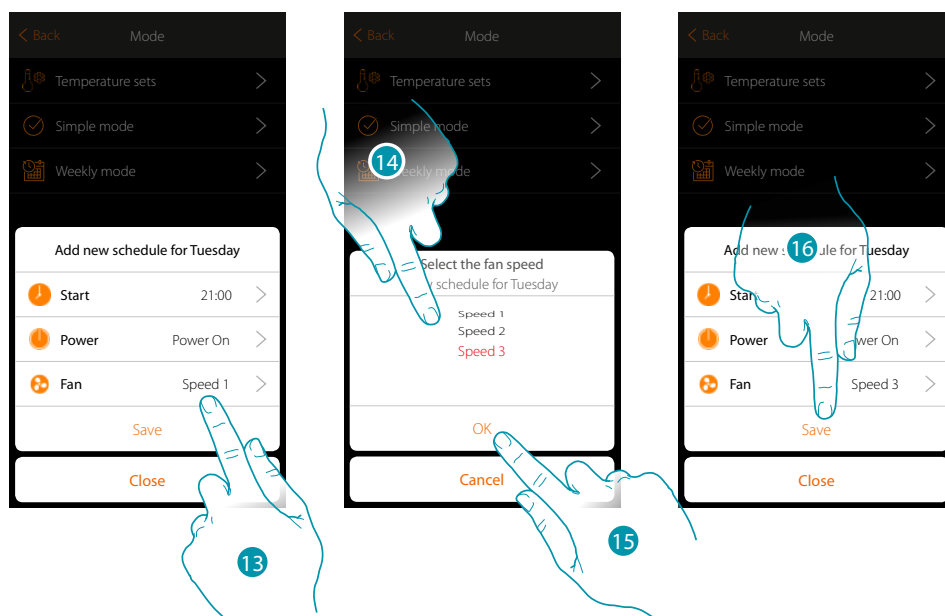 < Back Mode
Temperature sets
Simple mode
Weekly mode
Add new schedule for Tuesday
Start 21:00
Power Power On
Fan Speed 1
Save
Close
13
< Back Mode
Temperature sets
Simple mode
14
eekly mode
Select the fan speed
schedule for Tuesday
Speed 1
Speed 2
Speed 3
OK
Cancel
15
< Back Mode
Temperature sets
Simple mode
Weekly mode
16
Add new s ule for Tuesday
Star 21:00
Power wer On
Fan Speed 3
Save
Close